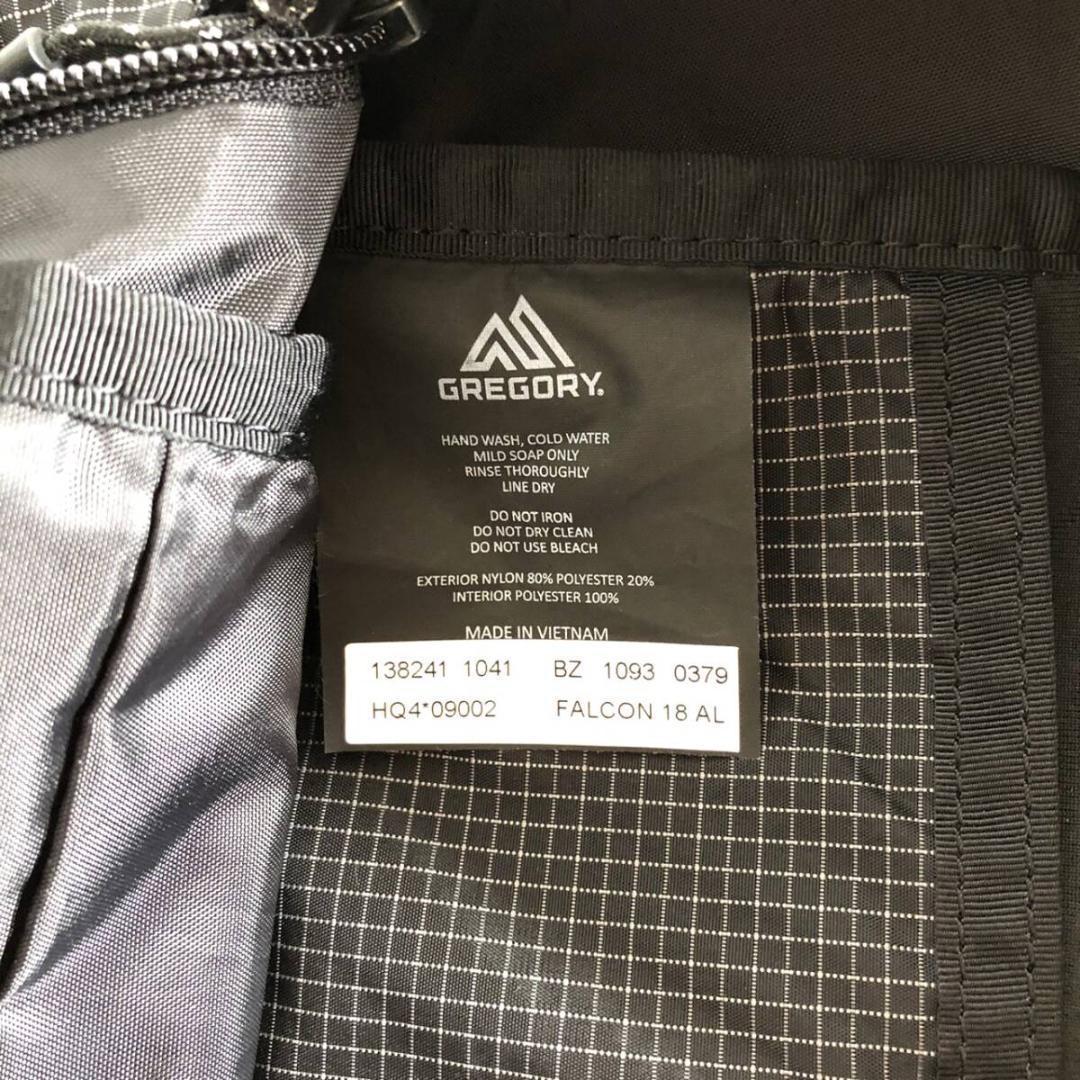 GREGORY.
HAND WASH, COLD WATER
MILD SOAP ONLY
RINSE THOROUGHLY
LINE DRY
DO NOT IRON
DO NOT DRY CLEAN
DO NOT USE BLEACH
EXTERIOR NYLON 80% POLYESTER 20%
INTERIOR POLYESTER 100%
MADE IN VIETNAM
138241 1041 BZ 1093 0379
HQ4*09002 FALCON 18 AL